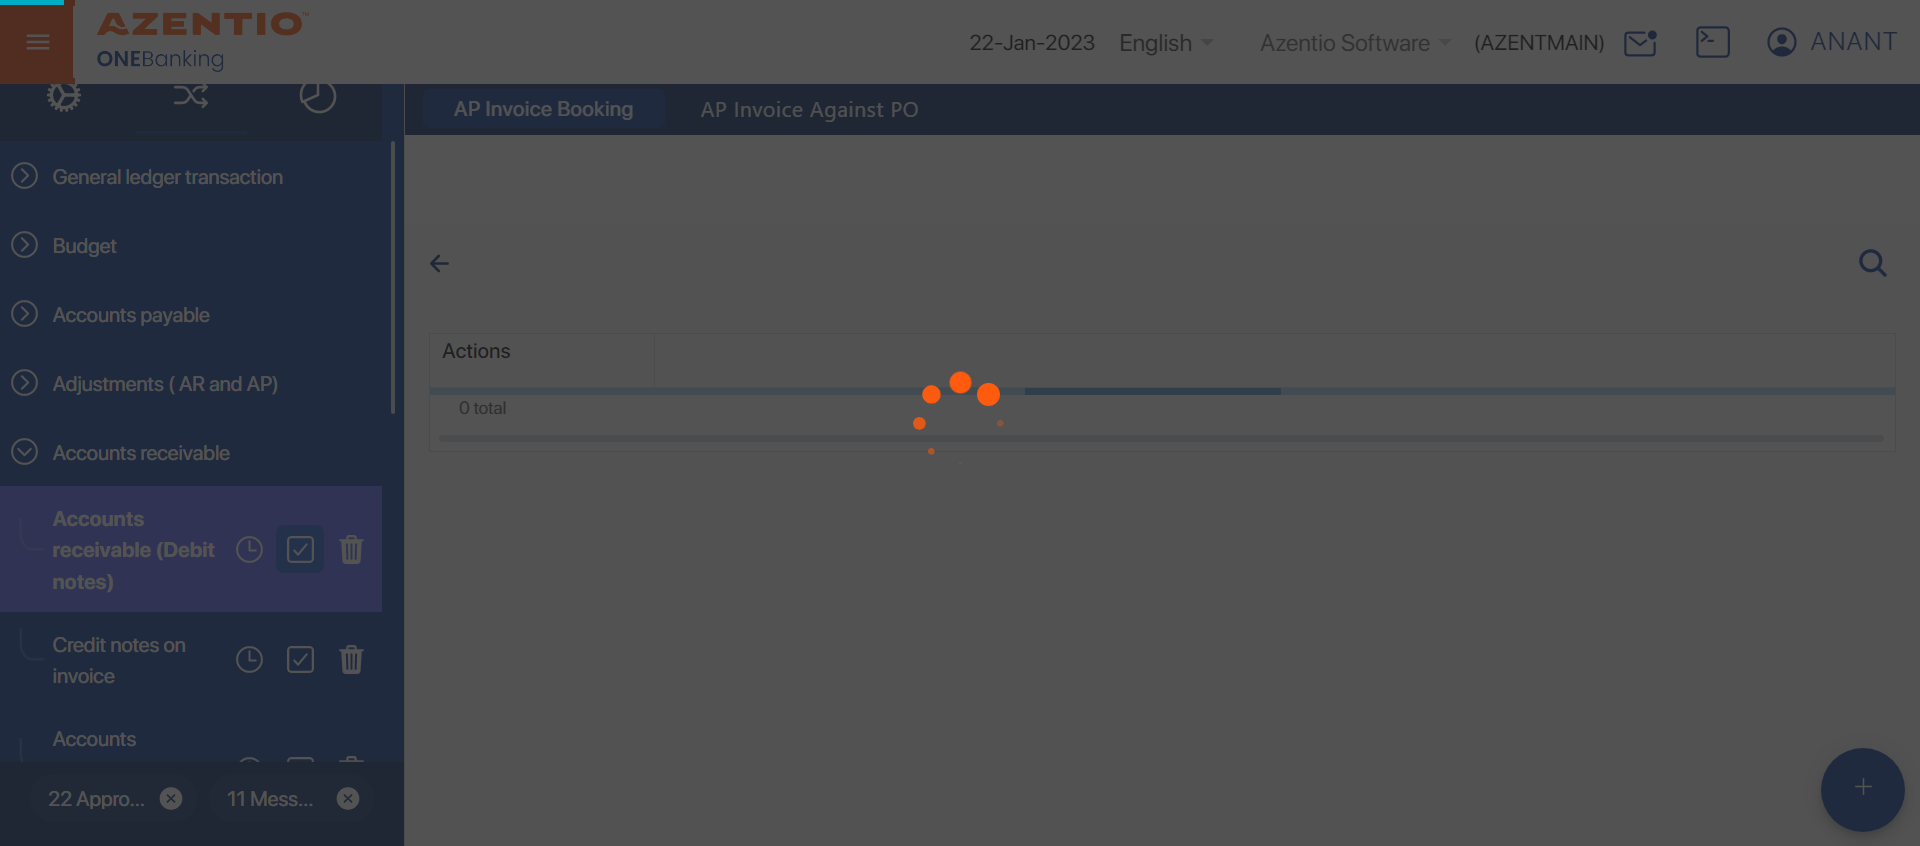 AZENTIO™
ONEBanking
22-Jan-2023
English
Azentio Software
(AZENTMAIN)
ANANT
AP Invoice Booking
AP Invoice Against PO
General ledger transaction
Budget
Accounts payable
Adjustments ( AR and AP)
Accounts receivable
Accounts
receivable (Debit
notes)
Credit notes on
invoice
Accounts
22 Appro...
11 Mess...
Actions
0 total